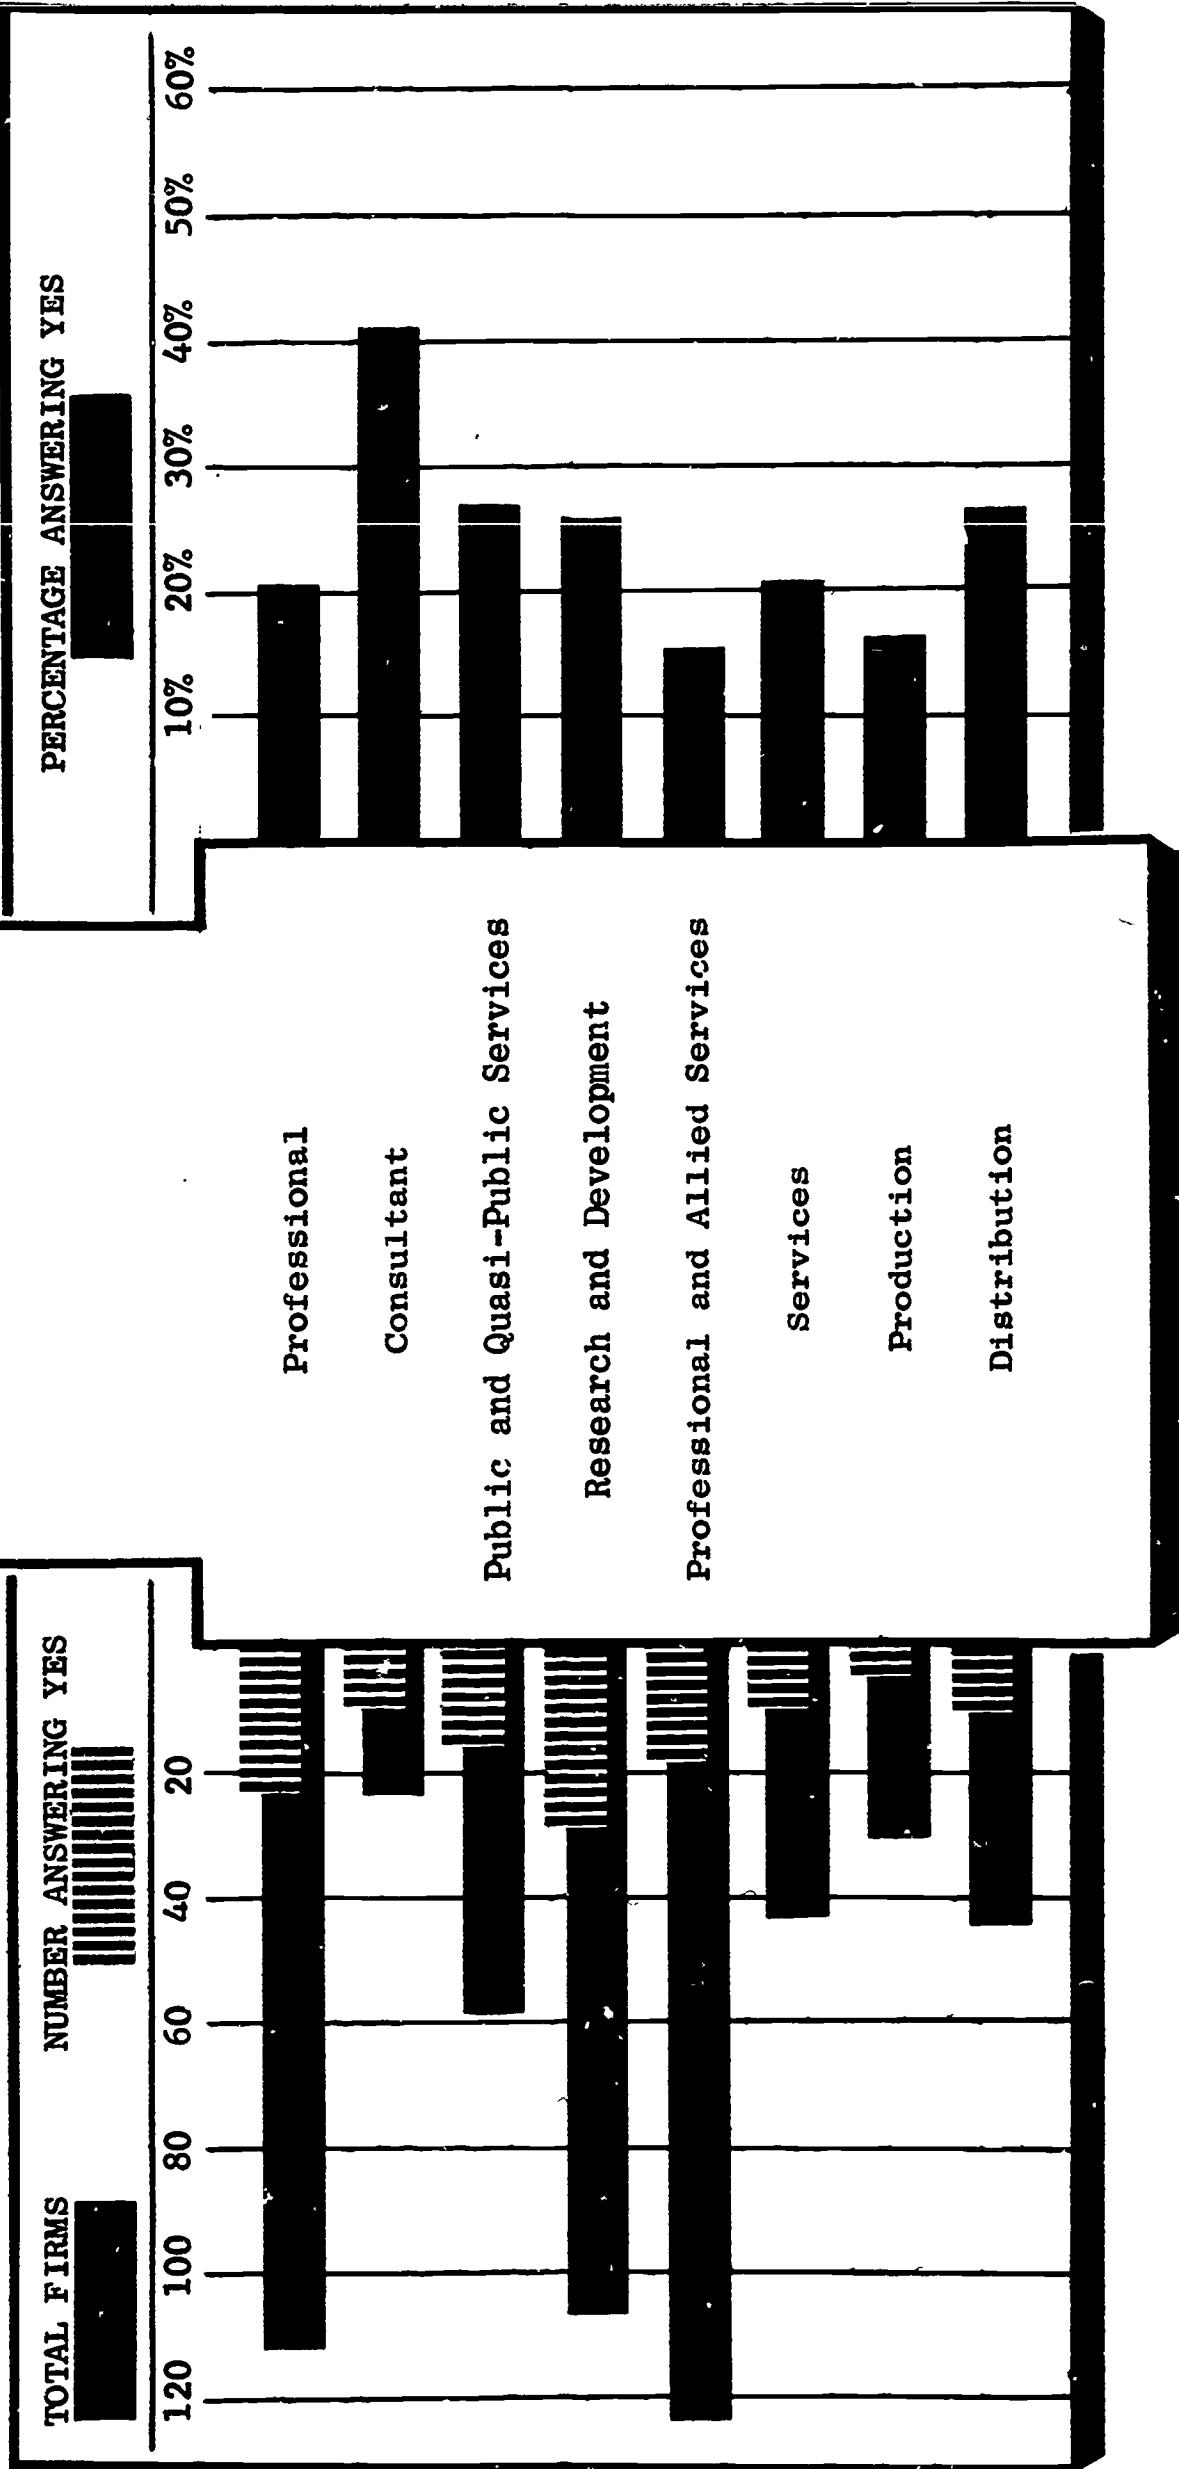 TOTAL FIRMS
NUMBER ANSWERING YES
PERCENTAGE ANSWERING YES
120 100 80 60 40 20
10% 20% 30% 40% 50% 60%
Professional
Consultant
Public and Quasi-Public Services
Research and Development
Professional and Allied Services
Services
Production
Distribution